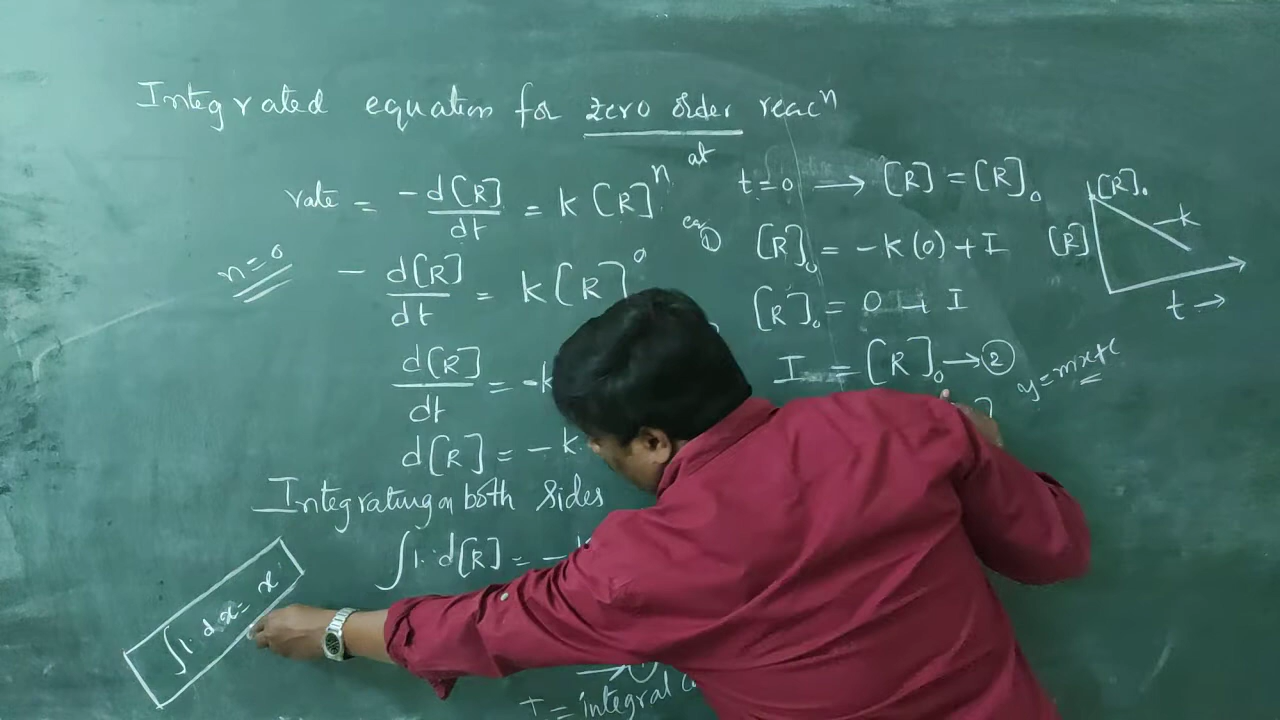 Integrated equation for zero order reacⁿ
rate = -d[R]/dt = k[R]ⁿ
n=0
- d[R]/dt = k[R]⁰
d[R]/dt = -k
d[R] = -k
Integrating on both sides
∫1. d[R] = -
∫1. dx = x
I = integral
at
t=0 → [R] = [R]₀
eq ①
[R]₀ = -k(0) + I
[R]₀ = 0 + I
I = [R]₀ → ②
[R]₀
-k
[R]
t →
y = mx+c